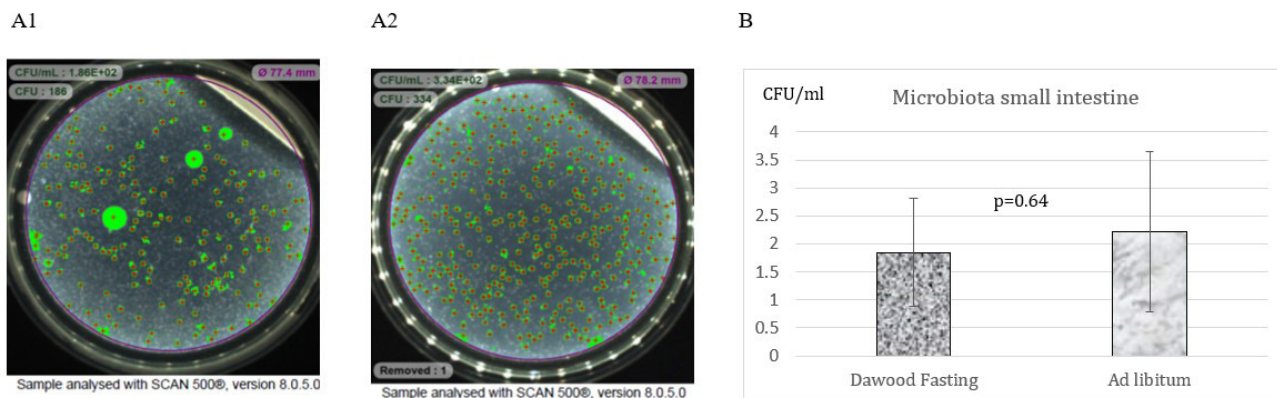 A1
A2
B
CFU/mL : 1.86E+02
Ø 77.4 mm
CFU : 186
Sample analysed with SCAN 500®, version 8.0.5.0
CFU/mL : 3.34E+02
Ø 78.2 mm
CFU : 334
Removed : 1
Sample analysed with SCAN 500®, version 8.0.5.0
CFU/ml
Microbiota small intestine
4
3.5
3
2.5
2
1.5
1
0.5
0
p=0.64
Dawood Fasting
Ad libitum